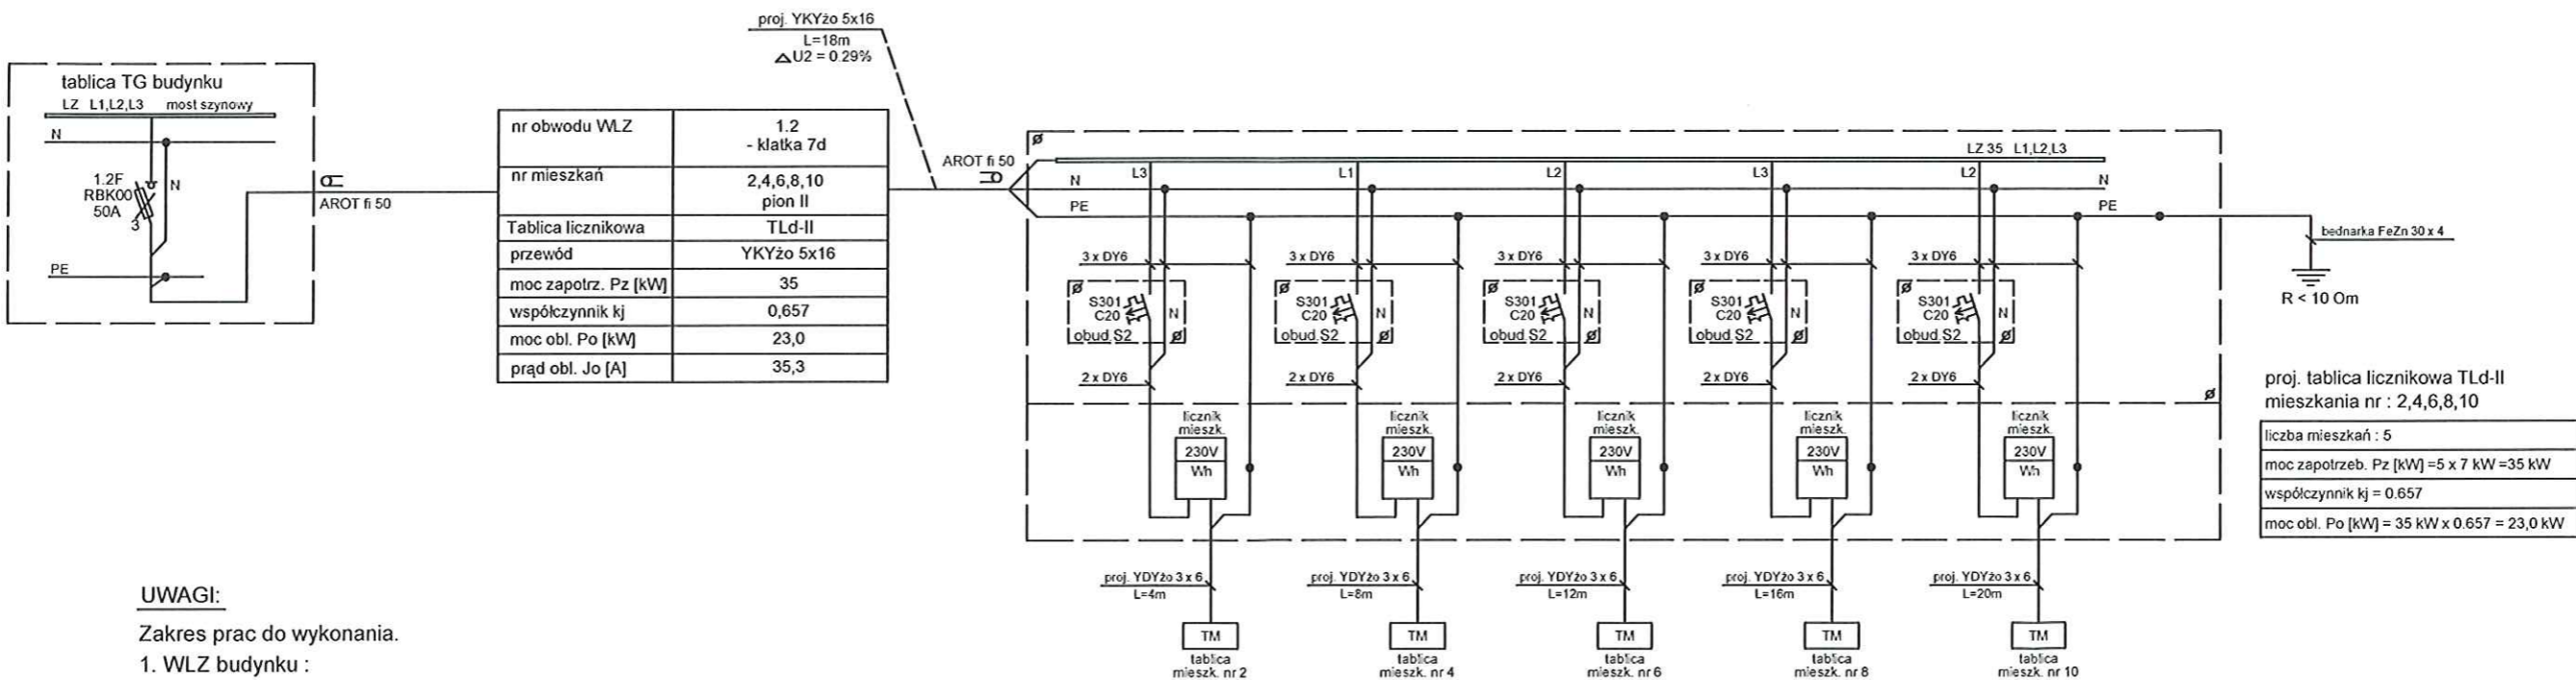 proj. YKYżo 5x16
L=18m
△U2 = 0.29%
tablica TG budynku
LZ L1,L2,L3 most szynowy
N
1.2F
RBK00
50A
3
N
PE
AROT fi 50
nr obwodu WLZ
1.2
- klatka 7d
nr mieszkań
2,4,6,8,10
pion II
Tablica licznikowa
TLd-II
przewód
YKYżo 5x16
moc zapotrz. Pz [kW]
35
współczynnik kj
0,657
moc obl. Po [kW]
23,0
prąd obl. Jo [A]
35,3
AROT fi 50
LZ 35 L1,L2,L3
L3
L1
L2
L3
L2
N
N
PE
PE
bednarka FeZn 30 x 4
R < 10 Om
3 x DY6
3 x DY6
3 x DY6
3 x DY6
3 x DY6
S301
C20
N
obud.S2
S301
C20
N
obud.S2
S301
C20
N
obud.S2
S301
C20
N
obud.S2
S301
C20
N
obud.S2
2 x DY6
2 x DY6
2 x DY6
2 x DY6
2 x DY6
licznik
mieszk.
230V
Wh
licznik
mieszk.
230V
Wh
licznik
mieszk.
230V
Wh
licznik
mieszk.
230V
Wh
licznik
mieszk.
230V
Wh
proj. tablica licznikowa TLd-II
mieszkania nr : 2,4,6,8,10
liczba mieszkań : 5
moc zapotrzeb. Pz [kW] =5 x 7 kW =35 kW
współczynnik kj = 0.657
moc obl. Po [kW] = 35 kW x 0.657 = 23,0 kW
proj. YDYżo 3 x 6
L=4m
proj. YDYżo 3 x 6
L=8m
proj. YDYżo 3 x 6
L=12m
proj. YDYżo 3 x 6
L=16m
proj. YDYżo 3 x 6
L=20m
TM
tablica
mieszk. nr 2
TM
tablica
mieszk. nr 4
TM
tablica
mieszk. nr 6
TM
tablica
mieszk. nr 8
TM
tablica
mieszk. nr 10
UWAGI:
Zakres prac do wykonania.
1. WLZ budynku :